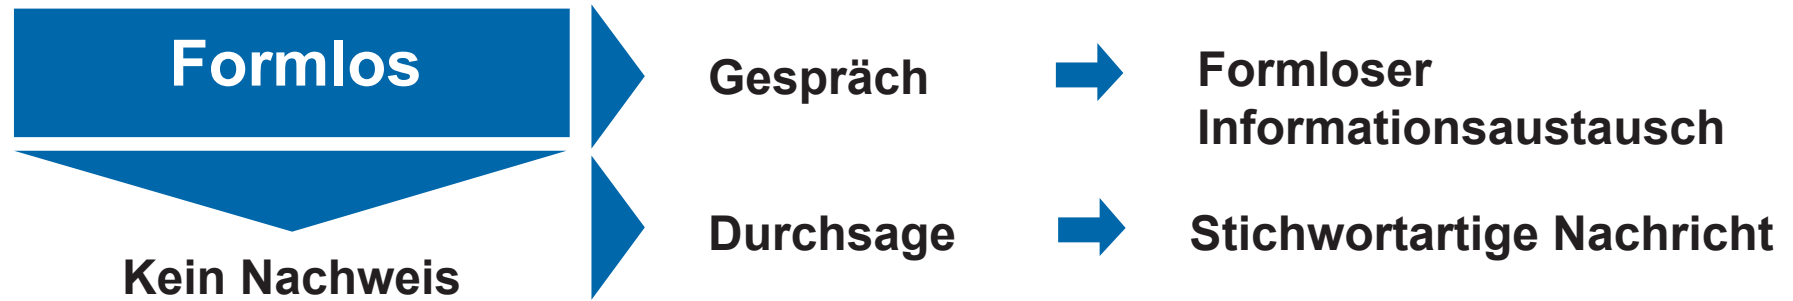 Formlos
Kein Nachweis
Gespräch
Formloser
Informationsaustausch
Durchsage
Stichwortartige Nachricht